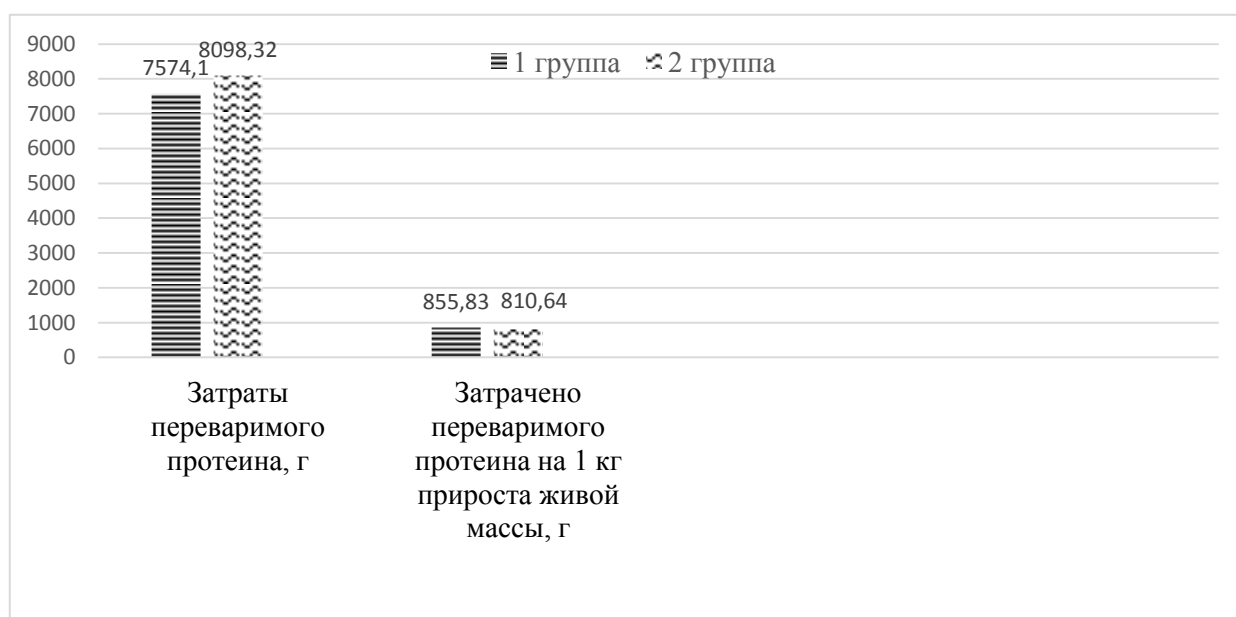 9000
8000
7000
6000
5000
4000
3000
2000
1000
0
7574,1
8098,32
855,83
810,64
1 группа 2 группа
Затраты
переваримого
протеина, г
Затрачено
переваримого
протеина на 1 кг
прироста живой
массы, г